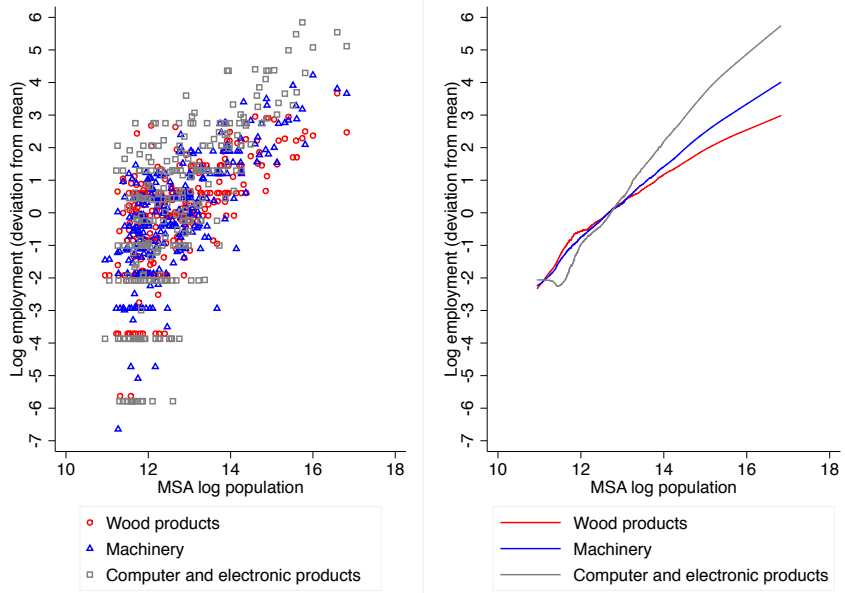 Log employment (deviation from mean)
6
5
4
3
2
1
0
-1
-2
-3
-4
-5
-6
-7
10 12 14 16 18
MSA log population
Wood products
Machinery
Computer and electronic products
Log employment (deviation from mean)
6
5
4
3
2
1
0
-1
-2
-3
-4
-5
-6
-7
10 12 14 16 18
MSA log population
Wood products
Machinery
Computer and electronic products